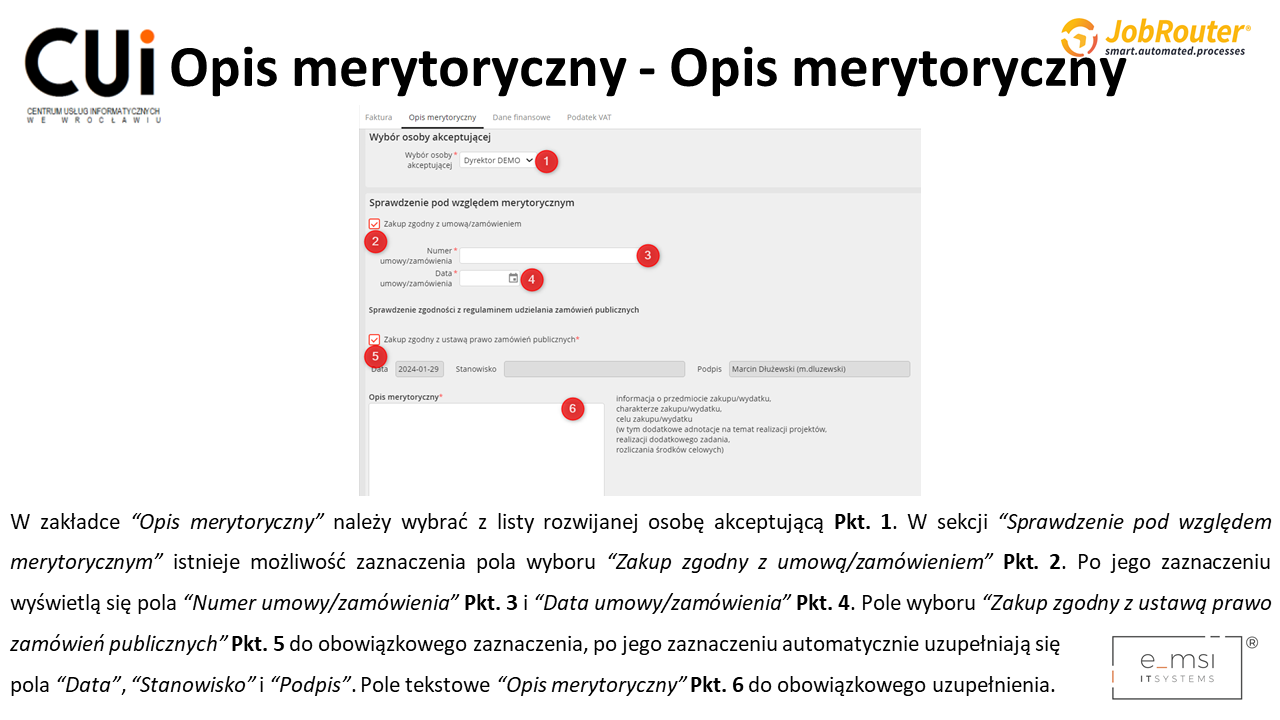 CUi
CENTRUM USŁUG INFORMATYCZNYCH
WE WROCŁAWIU
Opis merytoryczny - Opis merytoryczny
JobRouter®
smart.automated.processes
Faktura Opis merytoryczny Dane finansowe Podatek VAT
Wybór osoby akceptującej
Wybór osoby* akceptującej Dyrektor DEMO 1
Sprawdzenie pod względem merytorycznym
Zakup zgodny z umową/zamówieniem
2
Numer* umowy/zamówienia 3
Data* umowy/zamówienia 4
Sprawdzenie zgodności z regulaminem udzielania zamówień publicznych
Zakup zgodny z ustawą prawo zamówień publicznych*
5
Data 2024-01-29 Stanowisko Podpis Marcin Dłużewski (m.dluzewski)
Opis merytoryczny*
6
informacja o przedmiocie zakupu/wydatku,
charakterze zakupu/wydatku,
celu zakupu/wydatku
(w tym dodatkowe adnotacje na temat realizacji projektów,
realizacji dodatkowego zadania,
rozliczania środków celowych)
W zakładce “Opis merytoryczny” należy wybrać z listy rozwijanej osobę akceptującą Pkt. 1. W sekcji “Sprawdzenie pod względem
merytorycznym” istnieje możliwość zaznaczenia pola wyboru “Zakup zgodny z umową/zamówieniem” Pkt. 2. Po jego zaznaczeniu
wyświetlą się pola “Numer umowy/zamówienia” Pkt. 3 i “Data umowy/zamówienia” Pkt. 4. Pole wyboru “Zakup zgodny z ustawą prawo
zamówień publicznych” Pkt. 5 do obowiązkowego zaznaczenia, po jego zaznaczeniu automatycznie uzupełniają się
pola “Data”, “Stanowisko” i “Podpis”. Pole tekstowe “Opis merytoryczny” Pkt. 6 do obowiązkowego uzupełnienia.
e_msi ®
ITSYSTEMS